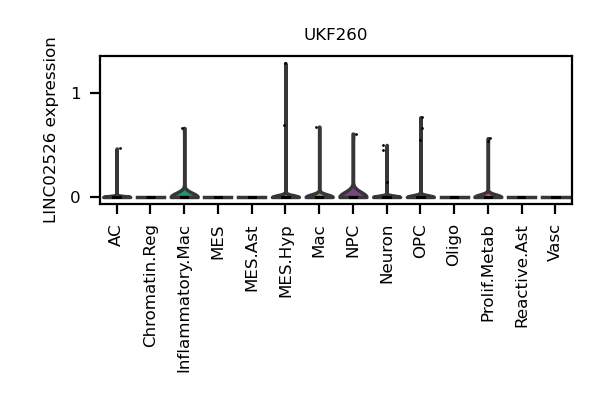 UKF260
LINC02526 expression
1
0
AC
Chromatin.Reg
Inflammatory.Mac
MES
MES.Ast
MES.Hyp
Mac
NPC
Neuron
OPC
Oligo
Prolif.Metab
Reactive.Ast
Vasc